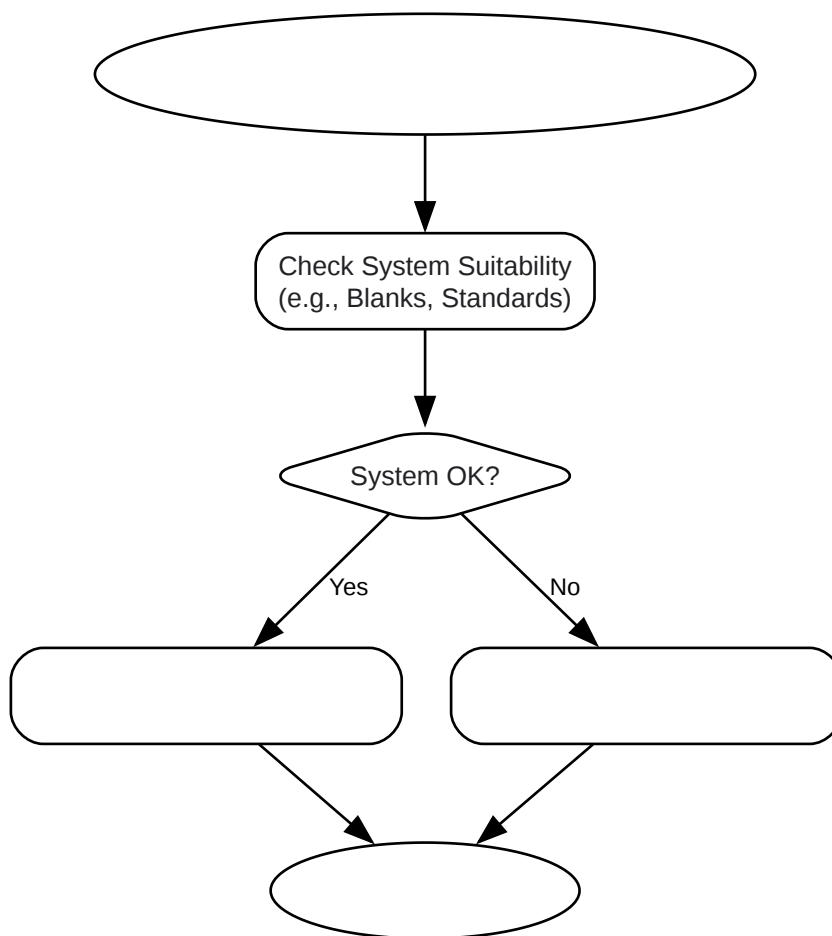 Check System Suitability
(e.g., Blanks, Standards)
System OK?
Yes
No